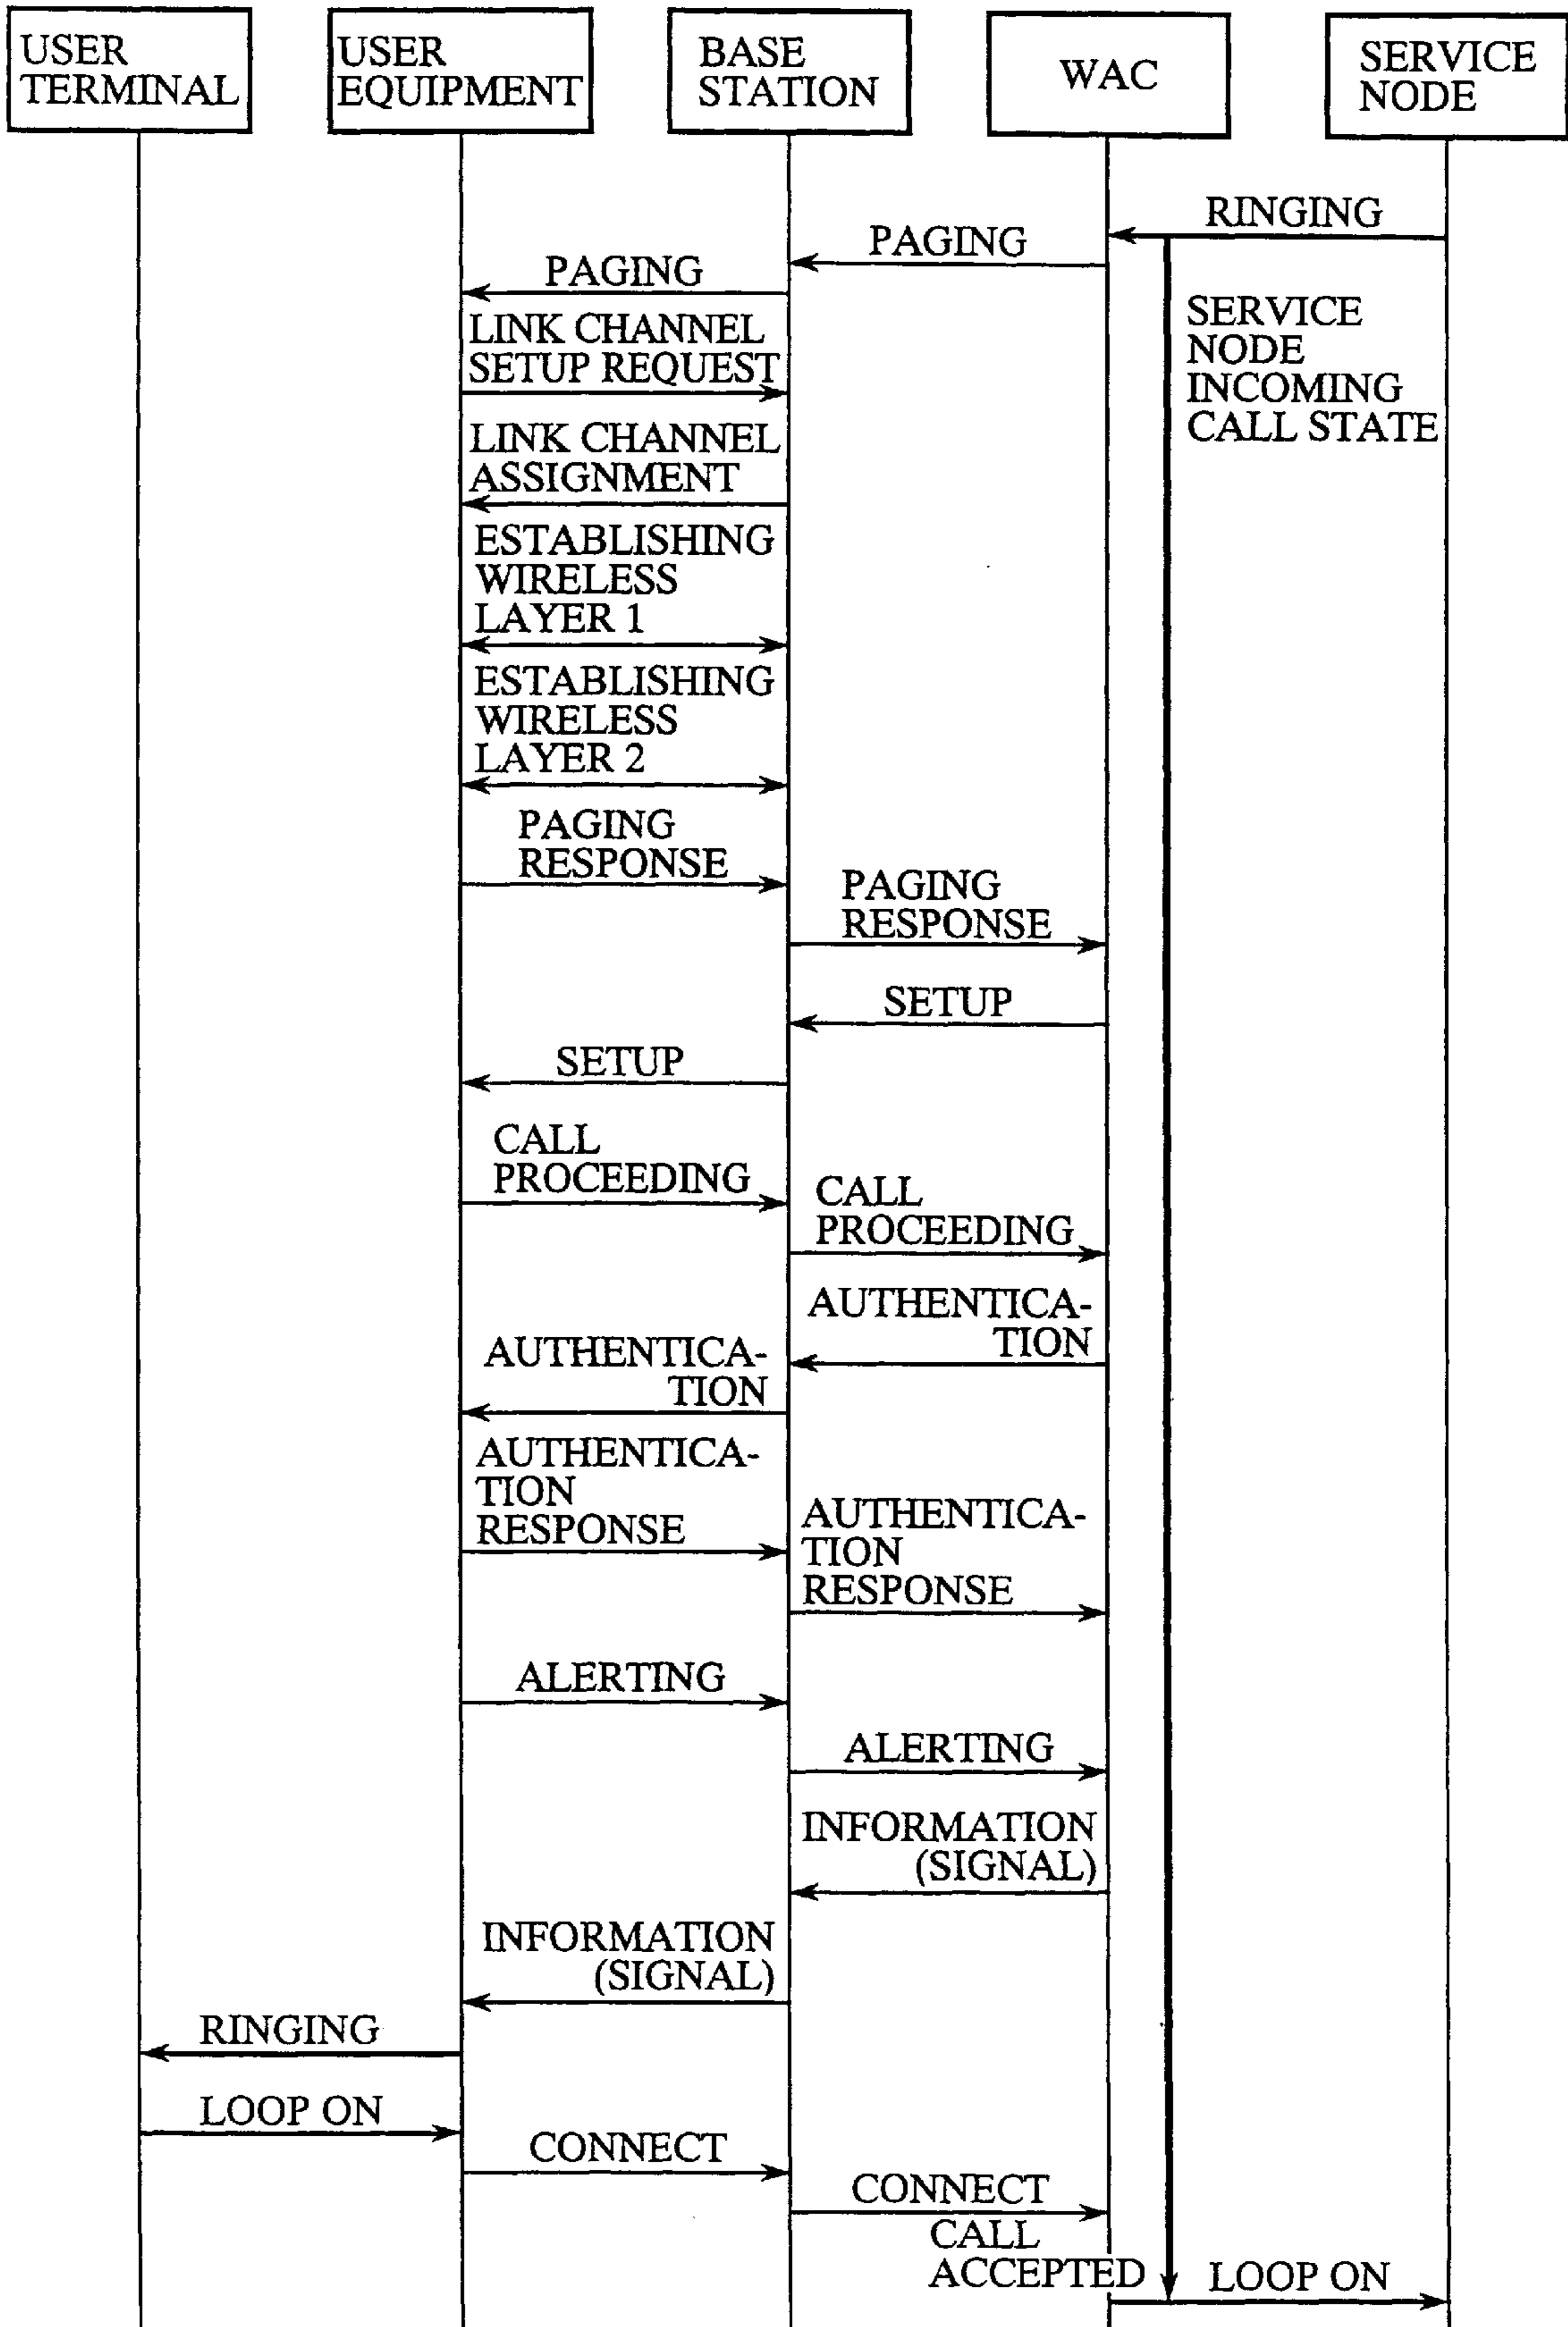 USER
TERMINAL
USER
EQUIPMENT
BASE
STATION
WAC
SERVICE
NODE
RINGING
PAGING
PAGING
SERVICE
NODE
INCOMING
CALL STATE
LINK CHANNEL
SETUP REQUEST
LINK CHANNEL
ASSIGNMENT
ESTABLISHING
WIRELESS
LAYER 1
ESTABLISHING
WIRELESS
LAYER 2
PAGING
RESPONSE
PAGING
RESPONSE
SETUP
SETUP
CALL
PROCEEDING
CALL
PROCEEDING
AUTHENTICA-
TION
AUTHENTICA-
TION
AUTHENTICA-
TION
RESPONSE
AUTHENTICA-
TION
RESPONSE
ALERTING
ALERTING
INFORMATION
(SIGNAL)
INFORMATION
(SIGNAL)
RINGING
LOOP ON
CONNECT
CONNECT
CALL
ACCEPTED
LOOP ON